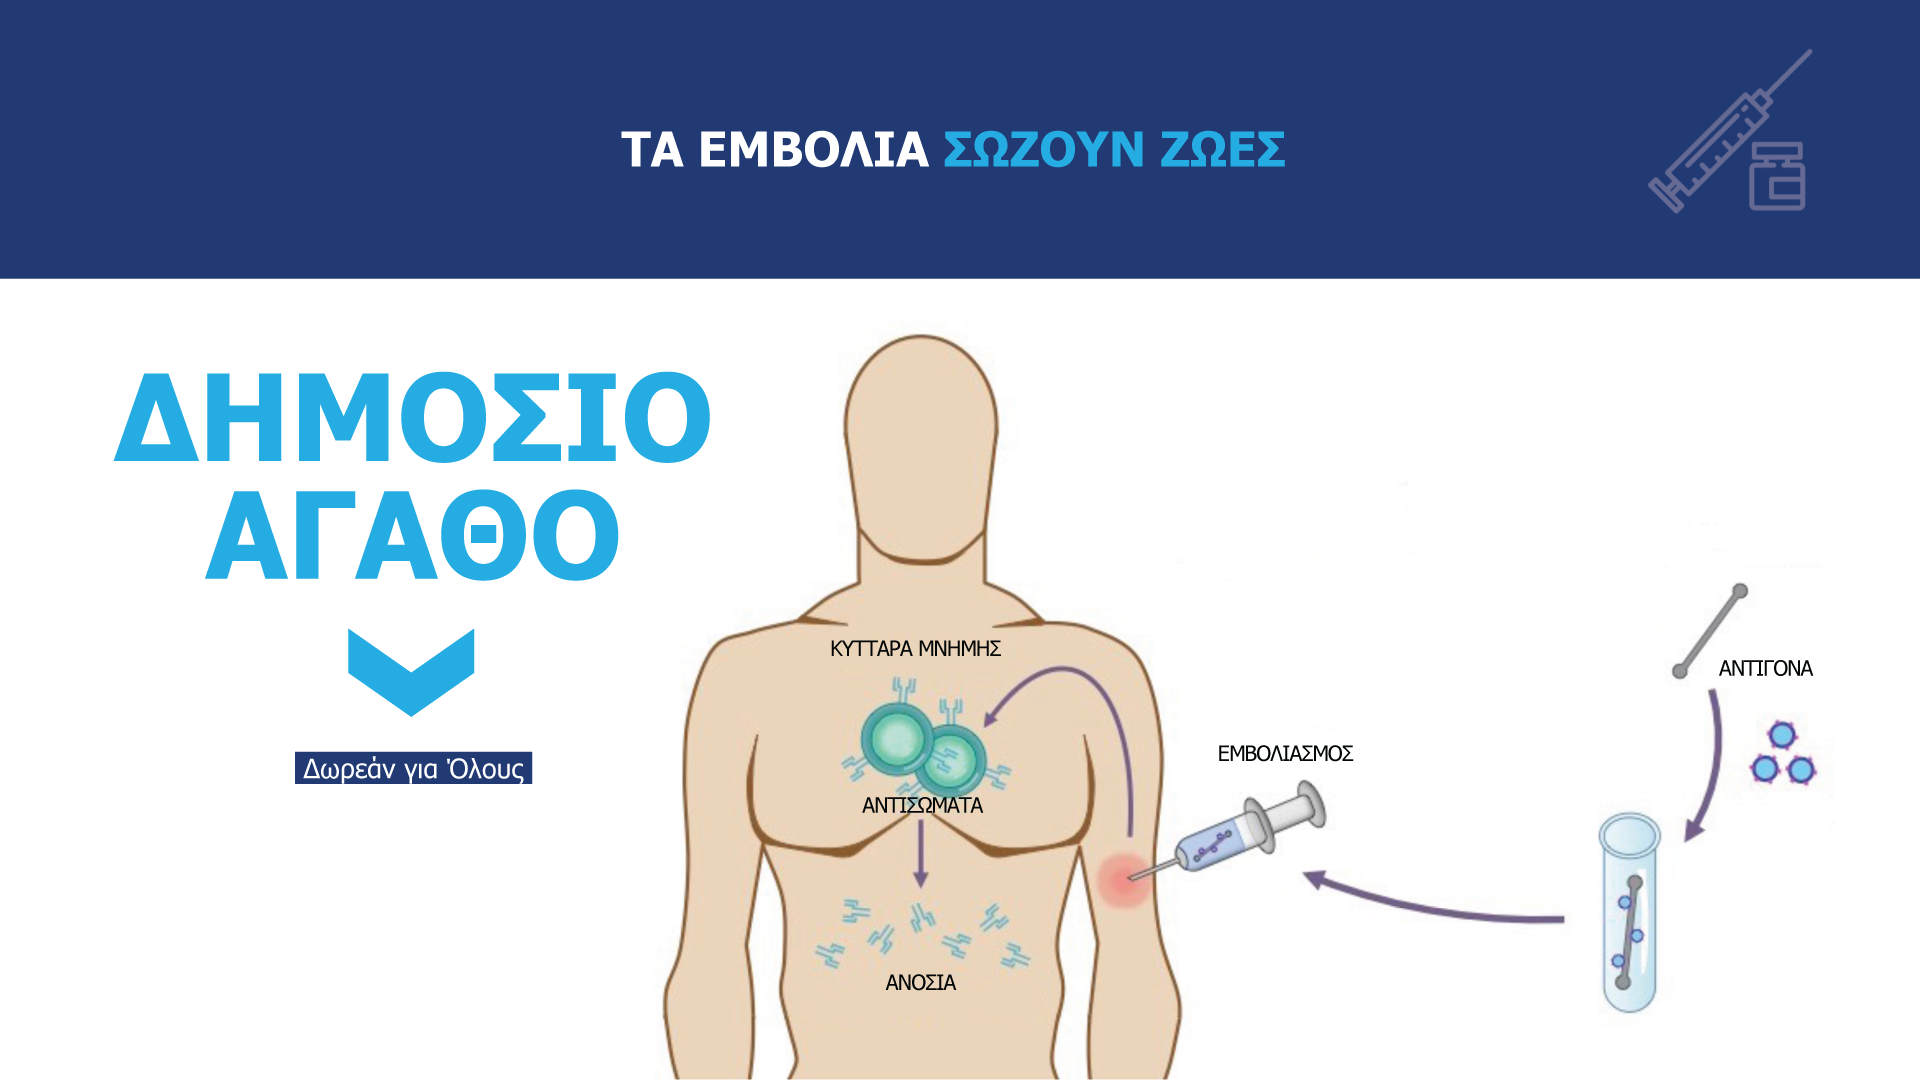 ΤΑ ΕΜΒΟΛΙΑ ΣΩΖΟΥΝ ΖΩΕΣ
ΔΗΜΟΣΙΟ
ΑΓΑΘΟ
Δωρεάν για Όλους
ΚΥΤΤΑΡΑ ΜΝΗΜΗΣ
ΑΝΤΙΣΩΜΑΤΑ
ΑΝΟΣΙΑ
ΕΜΒΟΛΙΑΣΜΟΣ
ΑΝΤΙΓΟΝΑ